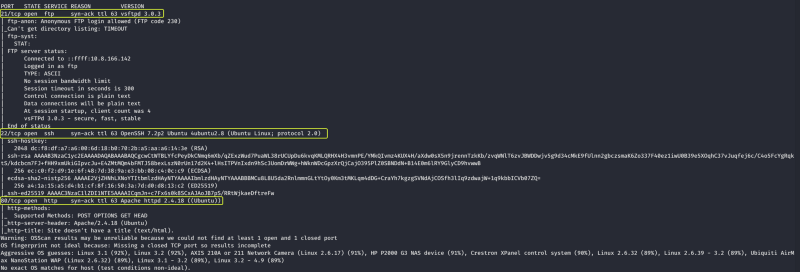 PORT   STATE SERVICE REASON         VERSION
21/tcp open  ftp     syn-ack ttl 63 vsftpd 3.0.3
| ftp-anon: Anonymous FTP login allowed (FTP code 230)
|_Can't get directory listing: TIMEOUT
| ftp-syst:
|   STAT:
| FTP server status:
|      Connected to ::ffff:10.8.166.142
|      Logged in as ftp
|      TYPE: ASCII
|      No session bandwidth limit
|      Session timeout in seconds is 300
|      Control connection is plain text
|      Data connections will be plain text
|      At session startup, client count was 4
|      vsFTPd 3.0.3 - secure, fast, stable
|_End of status
22/tcp open  ssh     syn-ack ttl 63 OpenSSH 7.2p2 Ubuntu 4ubuntu2.8 (Ubuntu Linux; protocol 2.0)
| ssh-hostkey:
|   2048 dc:f8:df:a7:a6:00:6d:18:b0:70:2b:a5:aa:a6:14:3e (RSA)
| ssh-rsa
|   256 ec:c0:f2:d9:1e:6f:48:7d:38:9a:e3:bb:08:c4:0c:c9 (ECDSA)
| ecdsa-sha2-nistp256
|   256 a4:1a:15:a5:d4:b1:cf:8f:16:50:3a:7d:d0:d8:13:c2 (ED25519)
|_ssh-ed25519
80/tcp open  http    syn-ack ttl 63 Apache httpd 2.4.18 ((Ubuntu))
| http-methods:
|_  Supported Methods: POST OPTIONS GET HEAD
|_http-server-header: Apache/2.4.18 (Ubuntu)
|_http-title: Site doesn't have a title (text/html).
Warning: OSScan results may be unreliable because we could not find at least 1 open and 1 closed port
OS fingerprint not ideal because: Missing a closed TCP port so results incomplete
Aggressive OS guesses: Linux 3.1 (92%), Linux 3.2 (92%), AXIS 210A or 211 Network Camera (Linux 2.6.17) (91%), HP P2000 G3 NAS device (91%), Crestron XPanel control system (90%), Linux 2.6.32 (89%), Linux 2.6.39 - 3.2 (89%), Ubiquiti AirM
ax NanoStation WAP (Linux 2.6.32) (89%), Linux 3.1 - 3.2 (89%), Linux 3.2 - 4.9 (89%)
No exact OS matches for host (test conditions non-ideal).